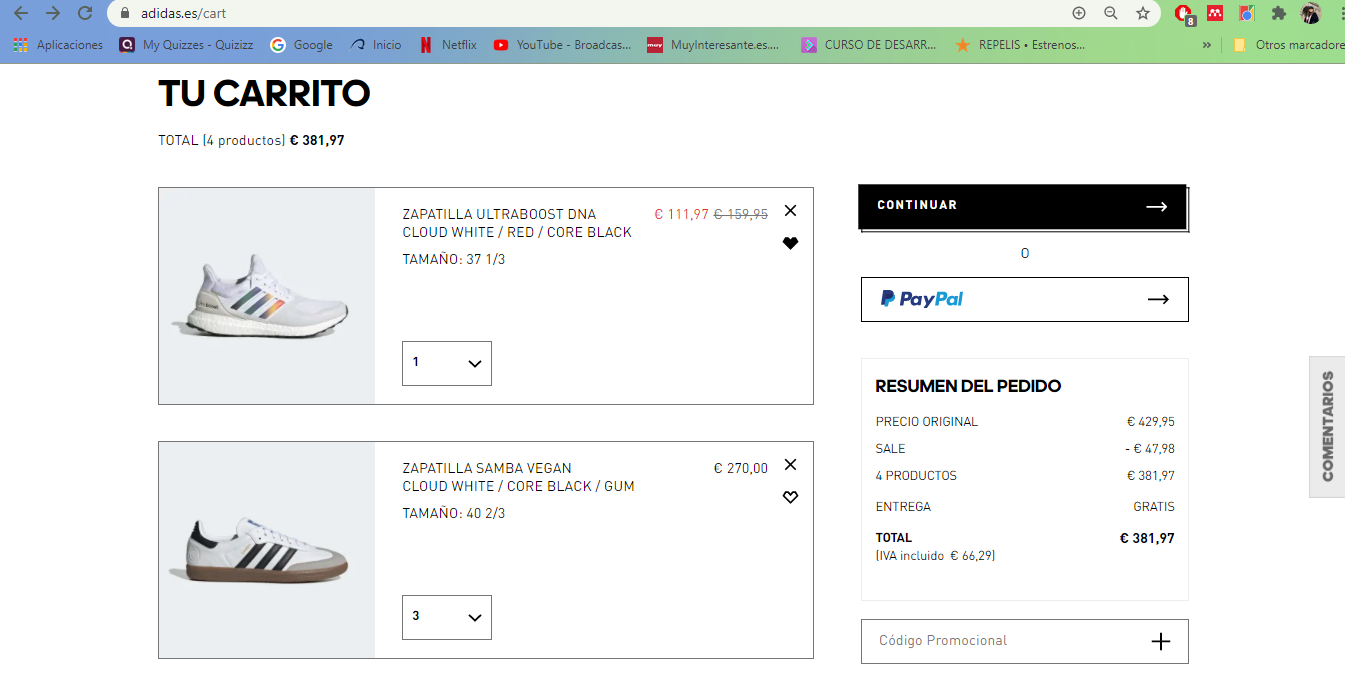 adidas.es/cart
8
Aplicaciones
My Quizzes - Quizizz
Google
Inicio
Netflix
YouTube - Broadcas...
muy
MuyInteresante.es....
CURSO DE DESARR...
REPELIS • Estrenos...
»
Otros marcadore
TU CARRITO
TOTAL (4 productos) € 381,97
ZAPATILLA ULTRABOOST DNA
€ 111,97 € 159,95
CLOUD WHITE / RED / CORE BLACK
TAMAÑO: 37 1/3
1
ZAPATILLA SAMBA VEGAN
€ 270,00
CLOUD WHITE / CORE BLACK / GUM
TAMAÑO: 40 2/3
3
CONTINUAR
O
PayPal
RESUMEN DEL PEDIDO
PRECIO ORIGINAL € 429,95
SALE - € 47,98
4 PRODUCTOS € 381,97
ENTREGA GRATIS
TOTAL € 381,97
(IVA incluido € 66,29)
Código Promocional
COMENTARIOS